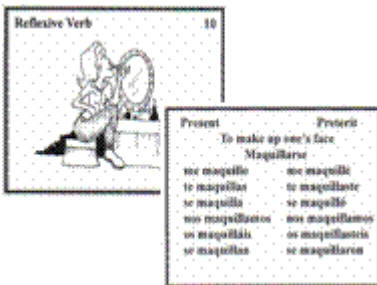 Reflexive Verb 10
Present Preterit
To make up one's face
Maquillarse
me maquillo me maquillé
te maquillas te maquillaste
se maquilla se maquilló
nos maquillamos nos maquillamos
os maquilláis os maquillasteis
se maquillan se maquillaron